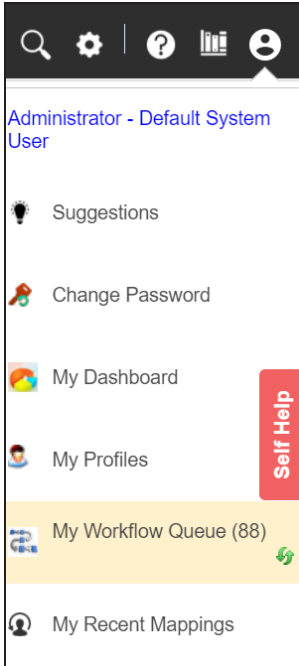 Administrator - Default System
User
Suggestions
Change Password
My Dashboard
Self Help
My Profiles
My Workflow Queue (88)
My Recent Mappings